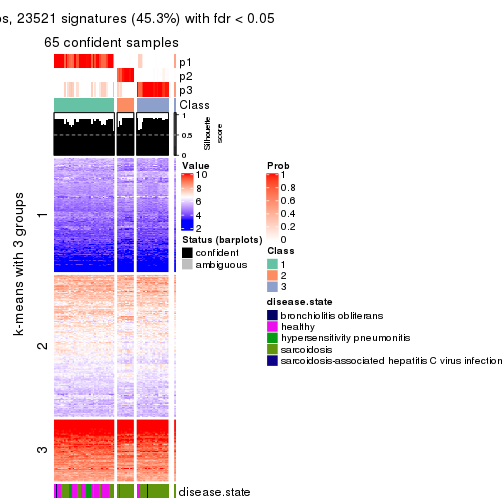 s, 23521 signatures (45.3%) with fdr < 0.05
65 confident samples
p1
p2
p3
Class
1
0.5
0
Silhouette
score
k-means with 3 groups
1
2
3
disease.state
Value
10
8
6
4
2
Status (barplots)
confident
ambiguous
Prob
1
0.8
0.6
0.4
0.2
0
Class
1
2
3
disease.state
bronchiolitis obliterans
healthy
hypersensitivity pneumonitis
sarcoidosis
sarcoidosis-associated hepatitis C virus infection